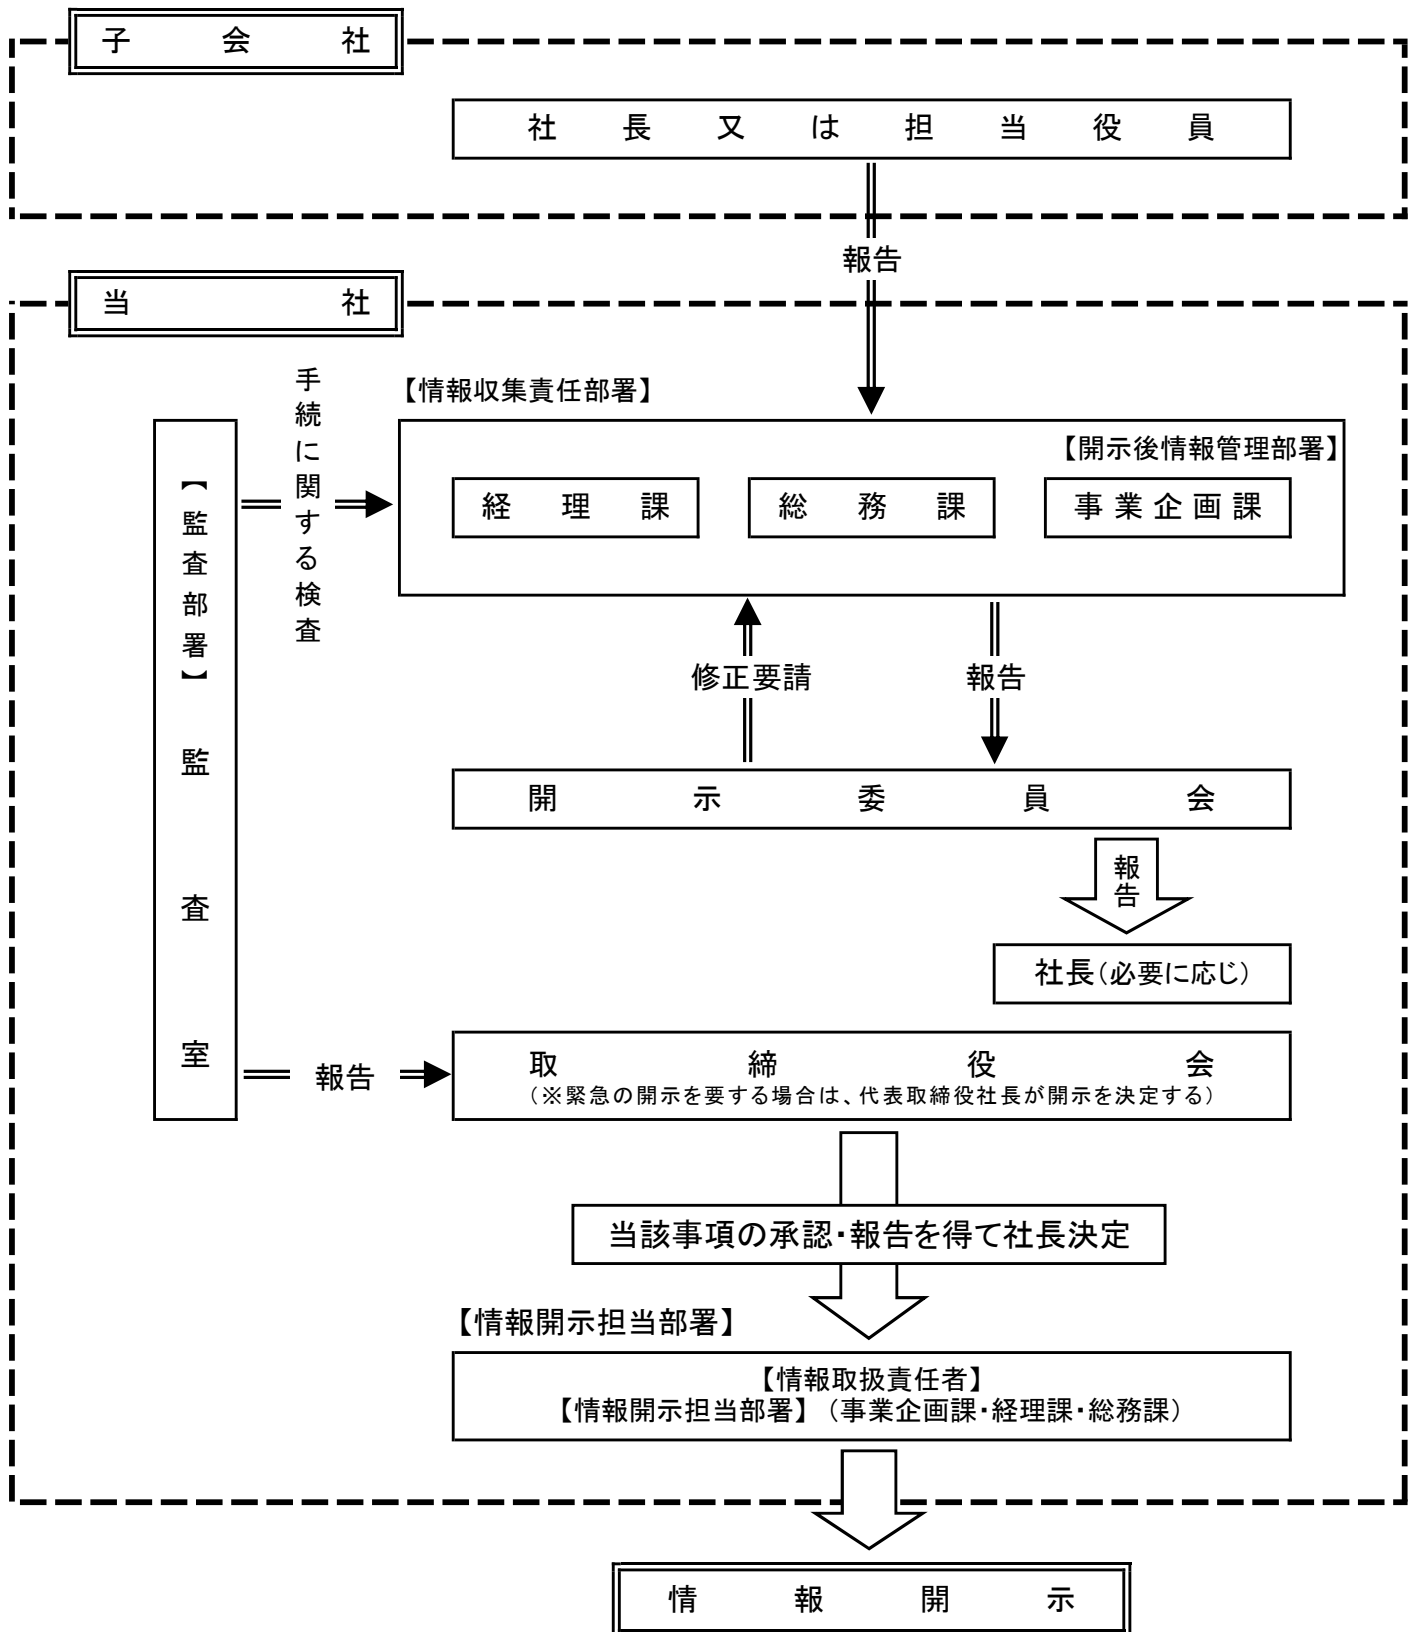 子会社
社長又は担当役員
報告
当社
手続に関する検査
【情報収集責任部署】
【開示後情報管理部署】
経理課
総務課
事業企画課
【監査部署】監査室
修正要請
報告
開示委員会
報告
社長（必要に応じ）
報告
取締役会
（※緊急の開示を要する場合は、代表取締役社長が開示を決定する）
当該事項の承認・報告を得て社長決定
【情報開示担当部署】
【情報取扱責任者】
【情報開示担当部署】（事業企画課・経理課・総務課）
情報開示